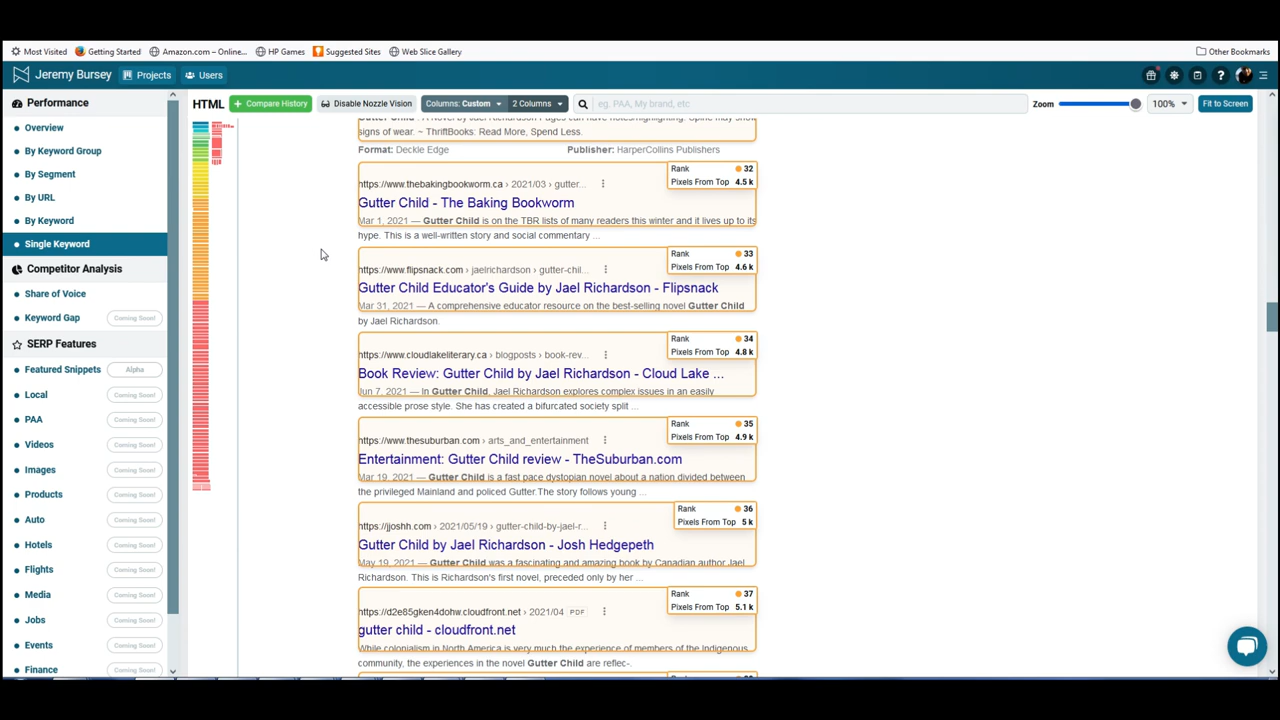 Most Visited Getting Started Amazon.com – Online... HP Games Suggested Sites Web Slice Gallery Other Bookmarks
Jeremy Bursey Projects Users
Performance
Overview
By Keyword Group
By Segment
By URL
By Keyword
Single Keyword
Competitor Analysis
Share of Voice
Keyword Gap Coming Soon!
SERP Features
Featured Snippets Alpha
Local Coming Soon!
PAA Coming Soon!
Videos Coming Soon!
Images Coming Soon!
Products Coming Soon!
Auto Coming Soon!
Hotels Coming Soon!
Flights Coming Soon!
Media Coming Soon!
Jobs Coming Soon!
Events Coming Soon!
Finance Coming Soon!
HTML + Compare History Disable Nozzle Vision Columns: Custom 2 Columns eg. PAA, My brand, etc Zoom 100% Fit to Screen
signs of wear. ~ ThriftBooks: Read More, Spend Less.
Format: Deckle Edge Publisher: HarperCollins Publishers
Rank 32
Pixels From Top 4.5 k
https://www.thebakingbookworm.ca › 2021/03 › gutter...
Gutter Child - The Baking Bookworm
Mar 1, 2021 — Gutter Child is on the TBR lists of many readers this winter and it lives up to its
hype. This is a well-written story and social commentary ...
Rank 33
Pixels From Top 4.6 k
https://www.flipsnack.com › jaelrichardson › gutter-chil...
Gutter Child Educator's Guide by Jael Richardson - Flipsnack
Mar 31, 2021 — A comprehensive educator resource on the best-selling novel Gutter Child
by Jael Richardson.
Rank 34
Pixels From Top 4.8 k
https://www.cloudlakeliterary.ca › blogposts › book-rev...
Book Review: Gutter Child by Jael Richardson - Cloud Lake ...
Jun 7, 2021 — In Gutter Child, Jael Richardson explores complex issues in an easily
accessible prose style. She has created a bifurcated society split ...
Rank 35
Pixels From Top 4.9 k
https://www.thesuburban.com › arts_and_entertainment
Entertainment: Gutter Child review - TheSuburban.com
Mar 19, 2021 — Gutter Child is a fast pace dystopian novel about a nation divided between
the privileged Mainland and policed Gutter.The story follows young ...
Rank 36
Pixels From Top 5 k
https://jjoshh.com › 2021/05/19 › gutter-child-by-jael-r...
Gutter Child by Jael Richardson - Josh Hedgepeth
May 19, 2021 — Gutter Child was a fascinating and amazing book by Canadian author Jael
Richardson. This is Richardson's first novel, preceded only by her ...
Rank 37
Pixels From Top 5.1 k
https://d2e85gken4dohw.cloudfront.net › 2021/04 PDF
gutter child - cloudfront.net
While colonialism in North America is very much the experience of members of the Indigenous
community, the experiences in the novel Gutter Child are reflec-.